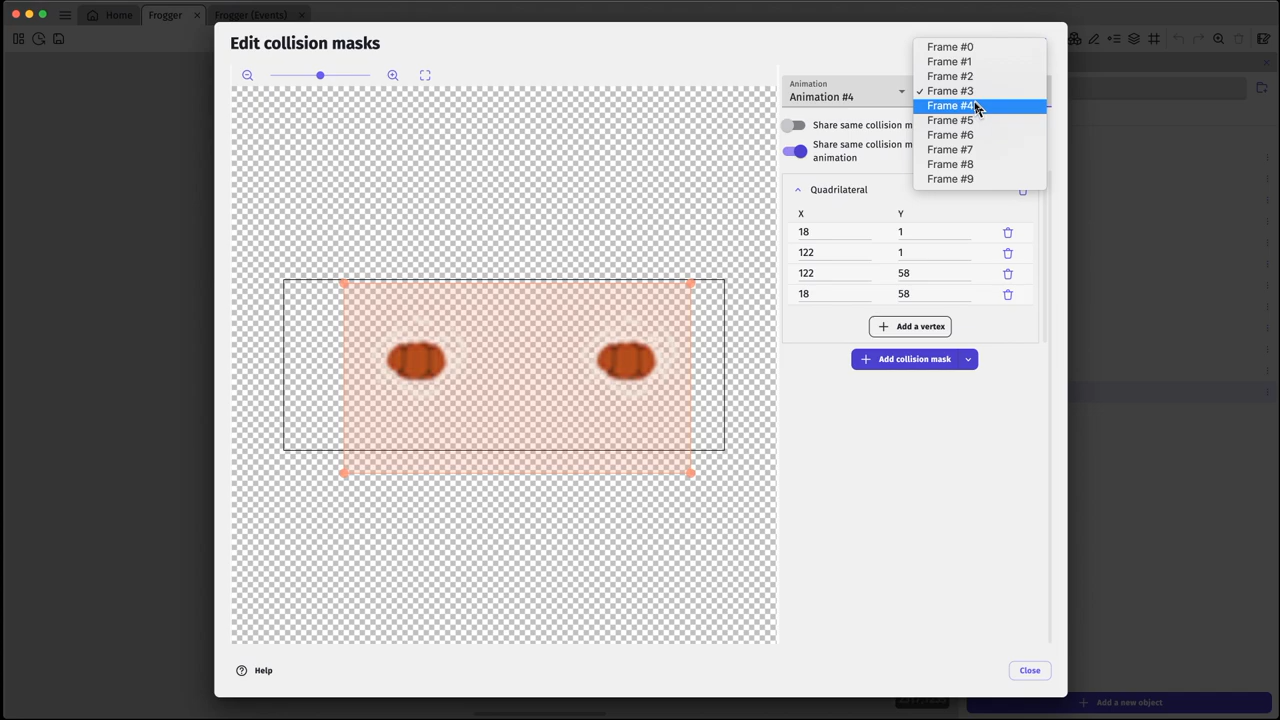 Home
Frogger
Frogger (Events)
Edit collision masks
Animation
Animation #4
Frame #0
Frame #1
Frame #2
✓ Frame #3
Frame #4
Frame #5
Frame #6
Frame #7
Frame #8
Frame #9
Share same collision m
Share same collision m
animation
Quadrilateral
X Y
18 1
122 1
122 58
18 58
Add a vertex
Add collision mask
Help
Close
Add a new object